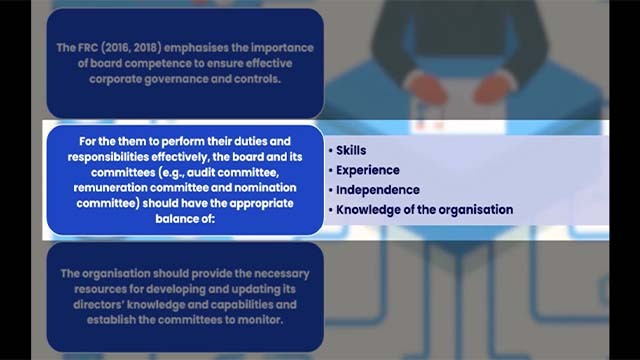 The FRC (2016, 2018) emphasises the importance
of board competence to ensure effective
corporate governance and controls.
For the them to perform their duties and
responsibilities effectively, the board and its
committees (e.g., audit committee,
remuneration committee and nomination
committee) should have the appropriate
balance of:
• Skills
• Experience
• Independence
• Knowledge of the organisation
The organisation should provide the necessary
resources for developing and updating its
directors’ knowledge and capabilities and
establish the committees to monitor.